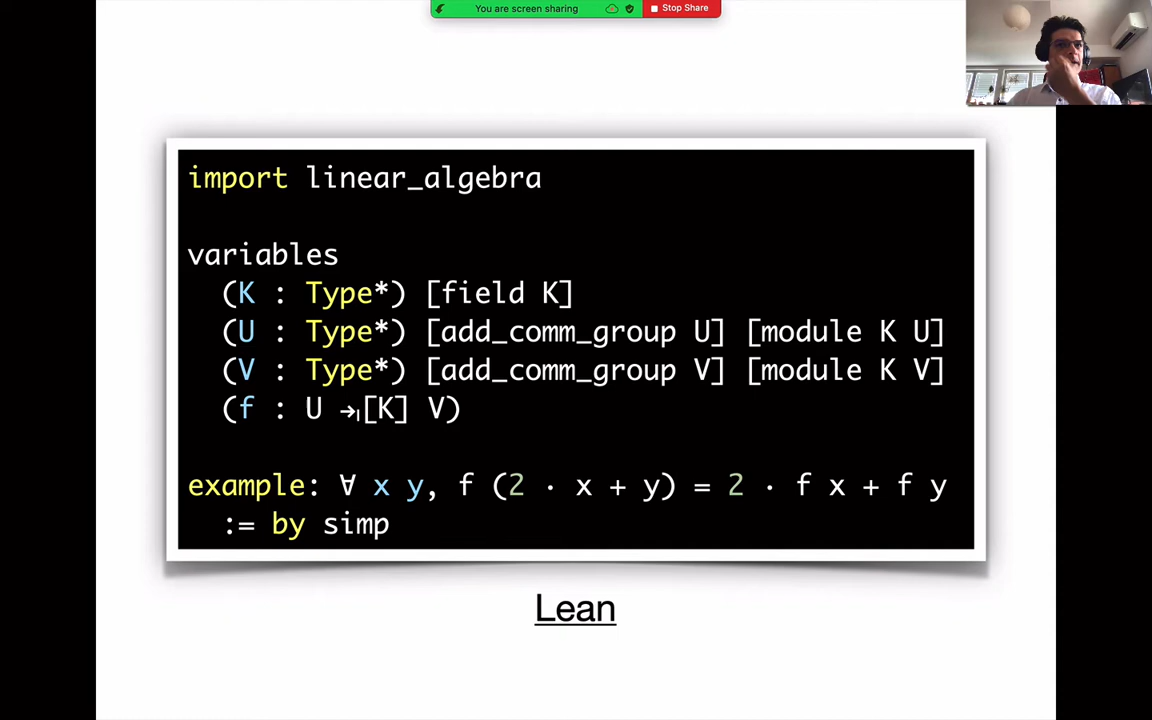 You are screen sharing
Stop Share
import linear_algebra
variables
(K : Type*) [field K]
(U : Type*) [add_comm_group U] [module K U]
(V : Type*) [add_comm_group V] [module K V]
(f : U →ₗ[K] V)
example: ∀ x y, f (2 · x + y) = 2 · f x + f y
:= by simp
Lean